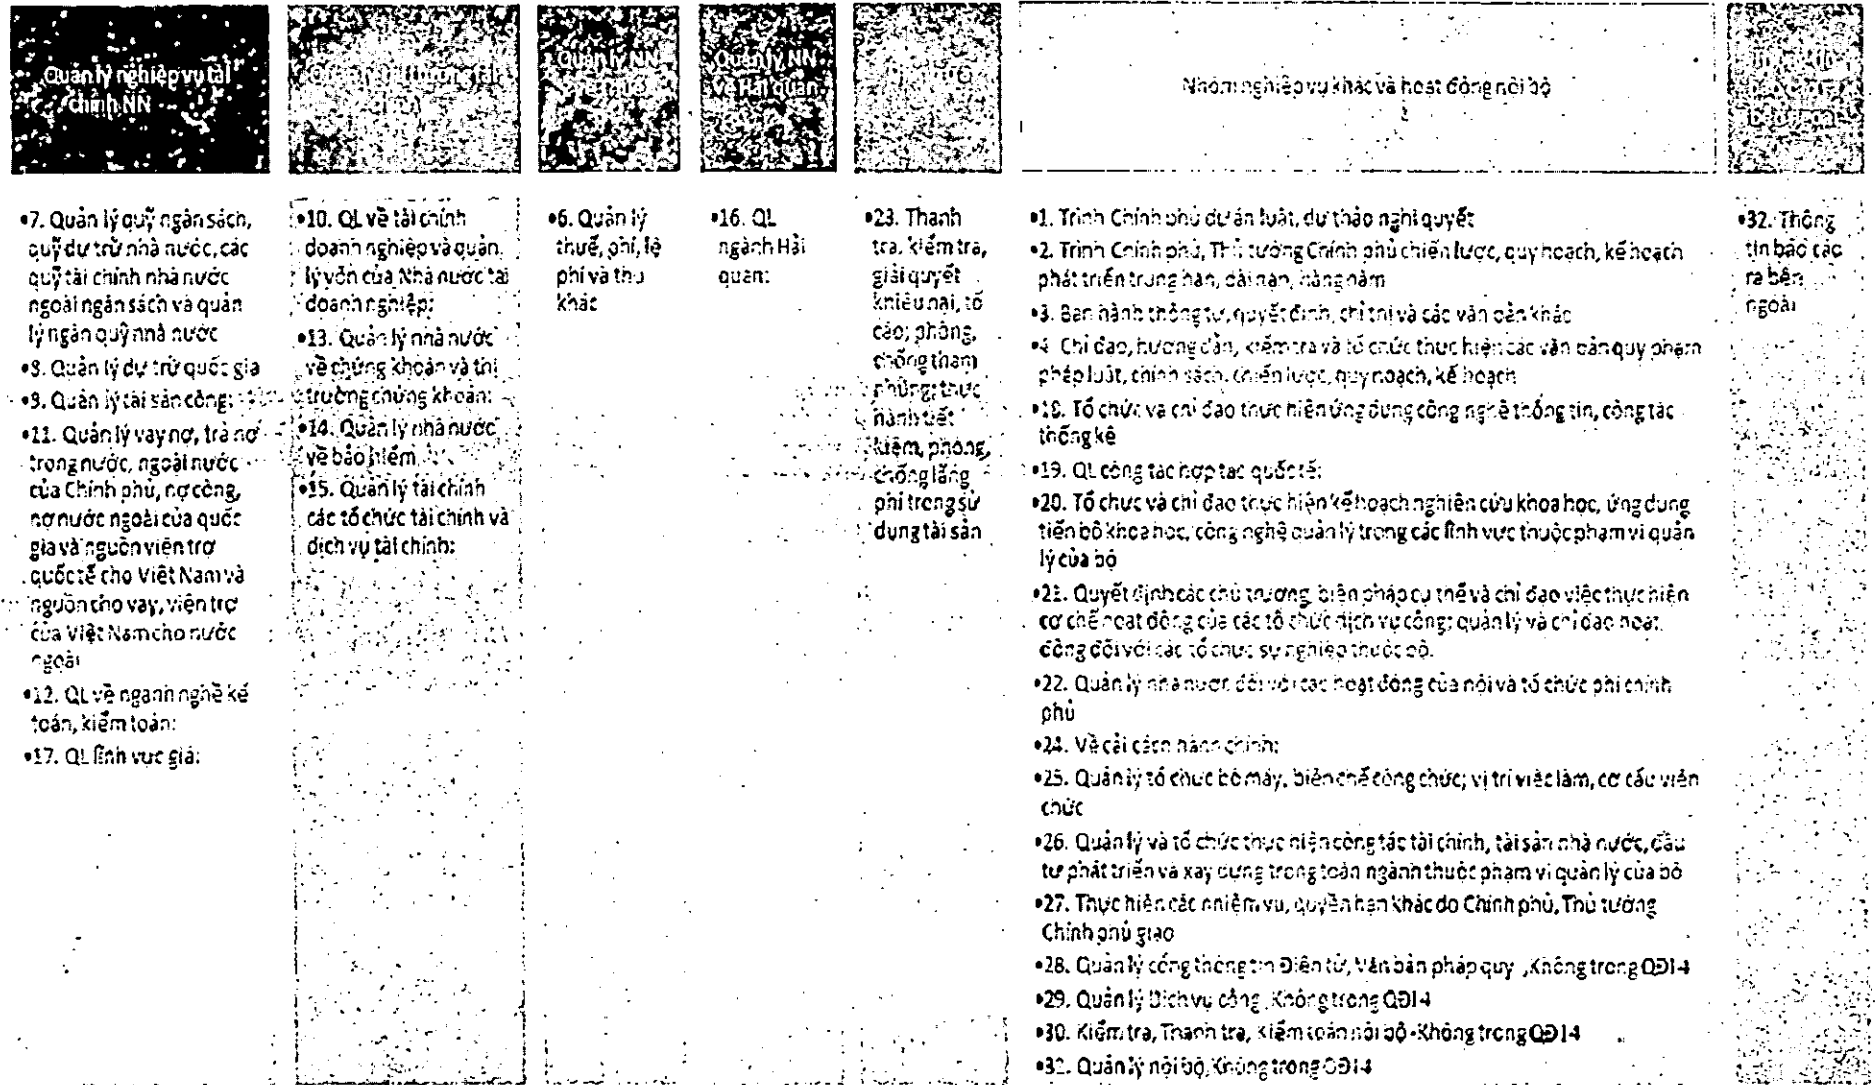 Quản lý nghiệp vụ tài
chính NN
Quản lý NN
về thuế
Quản lý NN
về Hải quan
Nhóm nghiệp vụ khác và hoạt động nội bộ
•7. Quản lý quỹ ngân sách,
quỹ dự trữ nhà nước, các
quỹ tài chính nhà nước
ngoài ngân sách và quản
lý ngân quỹ nhà nước
•8. Quản lý dự trữ quốc gia
•9. Quản lý tài sản công;
•11. Quản lý vay nợ, trả nợ
trong nước, ngoài nước
của Chính phủ, nợ công,
nợ nước ngoài của quốc
gia và nguồn viện trợ
quốc tế cho Việt Nam và
nguồn cho vay, viện trợ
của Việt Nam cho nước
ngoài
•12. QL về ngành nghề kế
toán, kiểm toán:
•17. QL lĩnh vực giá:
•10. QL về tài chính
doanh nghiệp và quản
lý vốn của Nhà nước tại
doanh nghiệp:
•13. Quản lý nhà nước
về chứng khoán và thị
trường chứng khoán:
•14. Quản lý nhà nước
về bảo hiểm
•15. Quản lý tài chính
các tổ chức tài chính và
dịch vụ tài chính:
•6. Quản lý
thuế, phí, lệ
phí và thu
khác
•16. QL
ngành Hải
quan:
•23. Thanh
tra, kiểm tra,
giải quyết
khiếu nại, tố
cáo; phòng,
chống tham
nhũng; thực
hành tiết
kiệm, phòng,
chống lãng
phí trong sử
dụng tài sản
•1. Trình Chính phủ dự án luật, dự thảo nghị quyết
•2. Trình Chính phủ, Thủ tướng Chính phủ chiến lược, quy hoạch, kế hoạch
phát triển trung hạn, dài hạn, hàng năm
•3. Ban hành thông tư, quyết định, chỉ thị và các văn bản khác
•4. Chỉ đạo, hướng dẫn, kiểm tra và tổ chức thực hiện các văn bản quy phạm
pháp luật, chính sách, chiến lược, quy hoạch, kế hoạch
•18. Tổ chức và chỉ đạo thực hiện ứng dụng công nghệ thông tin, công tác
thống kê
•19. QL công tác hợp tác quốc tế:
•20. Tổ chức và chỉ đạo thực hiện kế hoạch nghiên cứu khoa học, ứng dụng
tiến bộ khoa học, công nghệ quản lý trong các lĩnh vực thuộc phạm vi quản
lý của bộ
•21. Quyết định các chủ trương, biện pháp cụ thể và chỉ đạo việc thực hiện
cơ chế hoạt động của các tổ chức dịch vụ công; quản lý và chỉ đạo hoạt
động đối với các tổ chức sự nghiệp thuộc bộ.
•22. Quản lý nhà nước đối với các hoạt động của hội và tổ chức phi chính
phủ
•24. Về cải cách hành chính:
•25. Quản lý tổ chức bộ máy, biên chế công chức; vị trí việc làm, cơ cấu viên
chức
•26. Quản lý và tổ chức thực hiện công tác tài chính, tài sản nhà nước, đầu
tư phát triển và xây dựng trong toàn ngành thuộc phạm vi quản lý của bộ
•27. Thực hiện các nhiệm vụ, quyền hạn khác do Chính phủ, Thủ tướng
Chính phủ giao
•28. Quản lý cổng thông tin Điện tử, Văn bản pháp quy ,Không trong QĐ14
•29. Quản lý Dịch vụ công ,Không trong QĐ14
•30. Kiểm tra, Thanh tra, Kiểm toán nội bộ -Không trong QĐ14
Quản lý nội bộ,Không trong QĐ14
•32. Thông
tin báo cáo
ra bên
ngoài